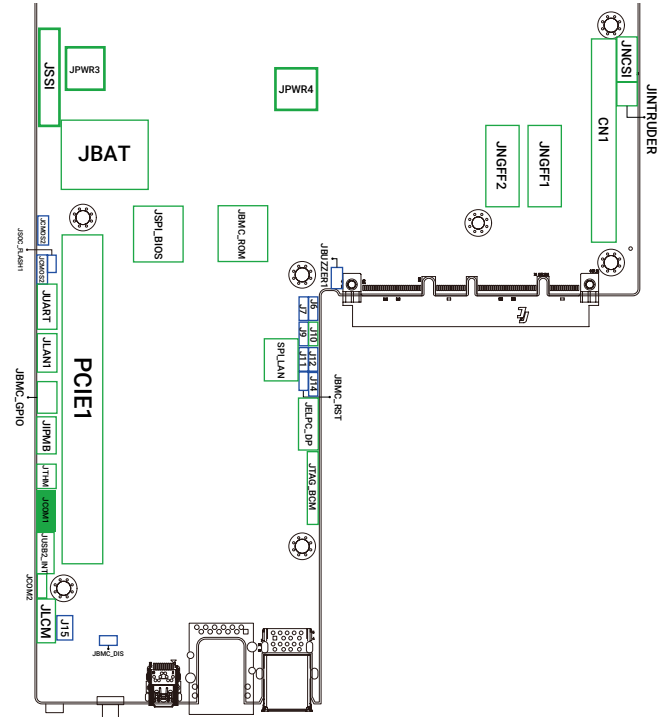 JSSI
JPWR3
JPWR4
JNCSI
JINTRUDER
CN1
JBAT
JNGFF2
JNGFF1
JSPI_BIOS
JBMC_ROM
JCMOS2
JSOC_FLASH1
JCMOS2
JBUZZER1
JUART
J7
J6
J9
J10
JLAN1
SPI_LAN
J11
J12
PCIE1
J14
JBMC_RST
JBMC_GPIO
JELPC_DP
JIPMB
JTAG_BCM
JTHM
JCOM1
JUSB2_INT
JCOM2
JLCM
J15
JBMC_DIS